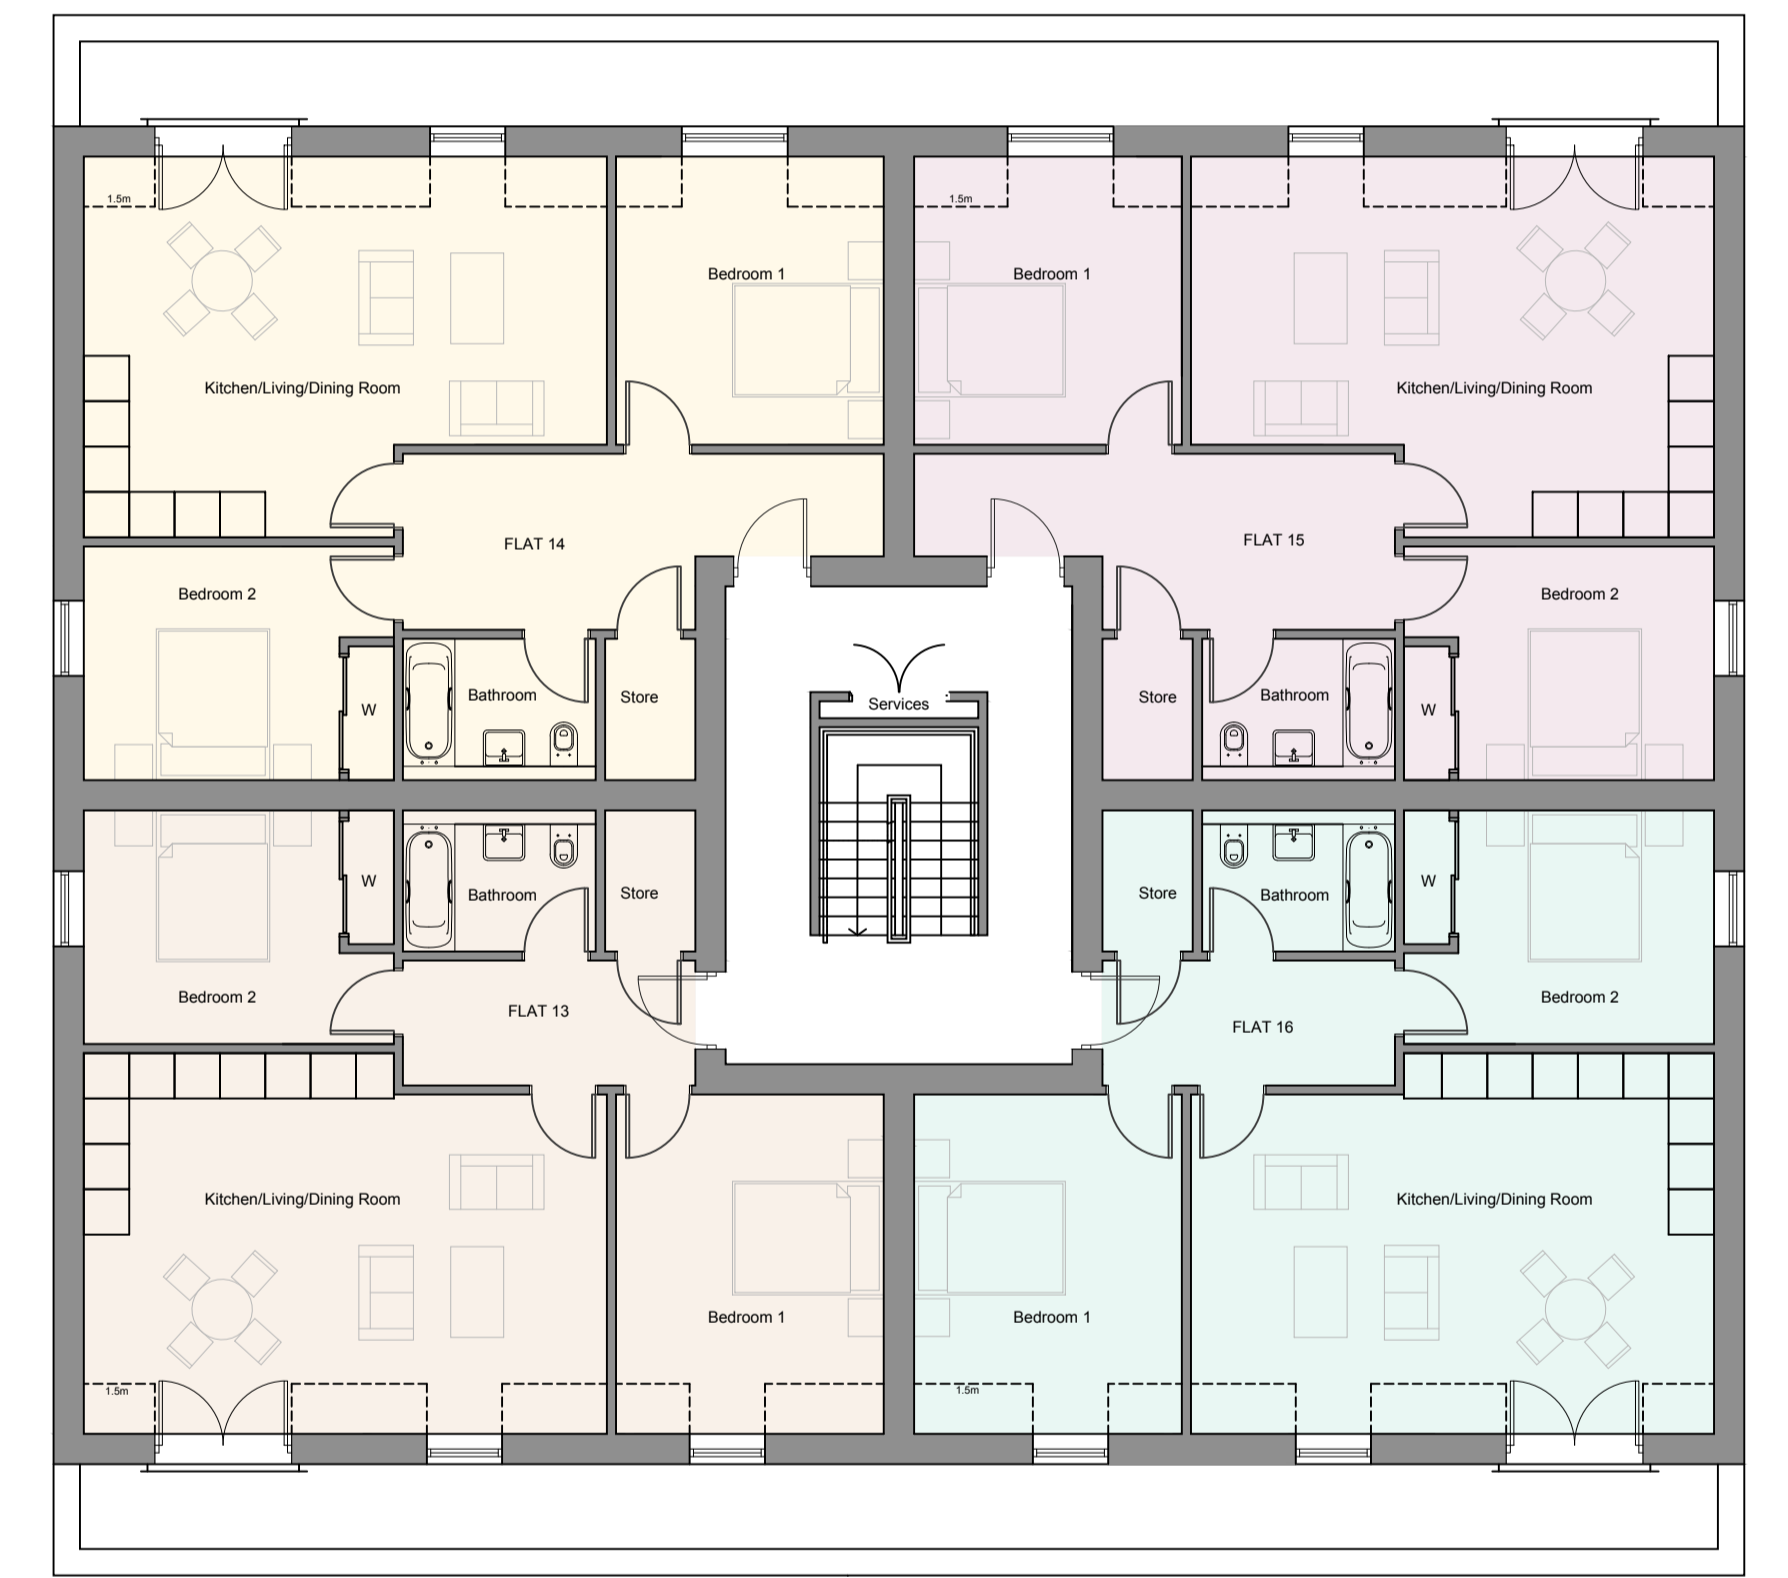 1.5m
1.5m
Bedroom 1
Bedroom 1
Kitchen/Living/Dining Room
Kitchen/Living/Dining Room
FLAT 14
FLAT 15
Bedroom 2
Bedroom 2
W
Bathroom
Store
Services
Store
Bathroom
W
W
Bathroom
Store
Store
Bathroom
W
Bedroom 2
FLAT 13
FLAT 16
Bedroom 2
Kitchen/Living/Dining Room
Kitchen/Living/Dining Room
Bedroom 1
Bedroom 1
1.5m
1.5m